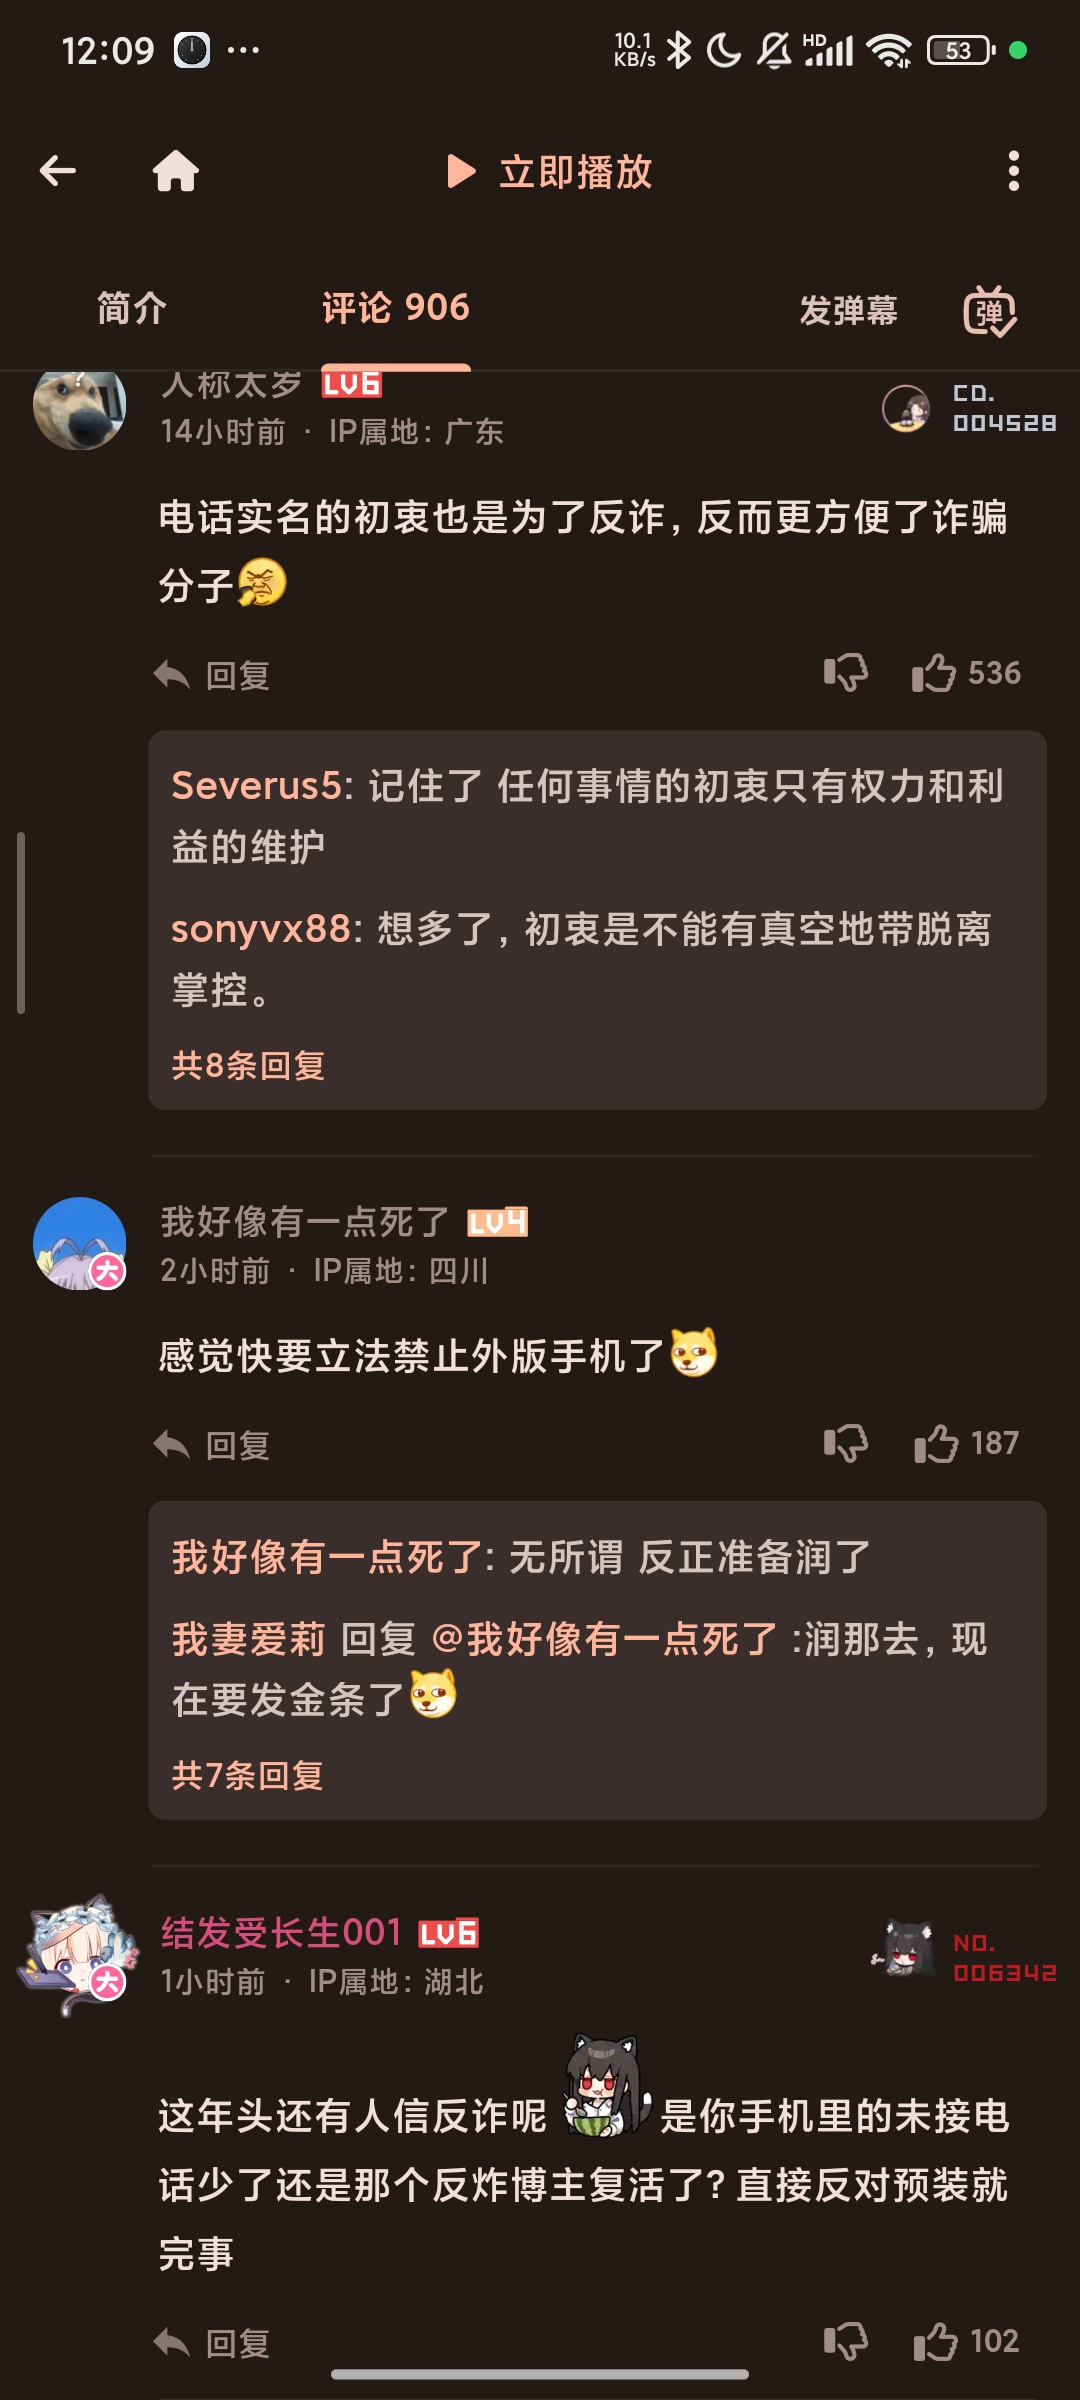 12:09
10.1
KB/s
HD
53
立即播放
简介
评论 906
发弹幕
弹
人称太岁 LV6
14小时前 · IP属地：广东
CD.
004528
电话实名的初衷也是为了反诈，反而更方便了诈骗
分子
回复
536
Severus5: 记住了 任何事情的初衷只有权力和利
益的维护
sonyvx88: 想多了，初衷是不能有真空地带脱离
掌控。
共8条回复
大
我好像有一点死了 LV4
2小时前 · IP属地：四川
感觉快要立法禁止外版手机了
回复
187
我好像有一点死了: 无所谓 反正准备润了
我妻爱莉 回复 @我好像有一点死了 :润那去，现
在要发金条了
共7条回复
大
结发受长生001 LV6
1小时前 · IP属地：湖北
NO.
006342
这年头还有人信反诈呢 是你手机里的未接电
话少了还是那个反炸博主复活了？直接反对预装就
完事
回复
102